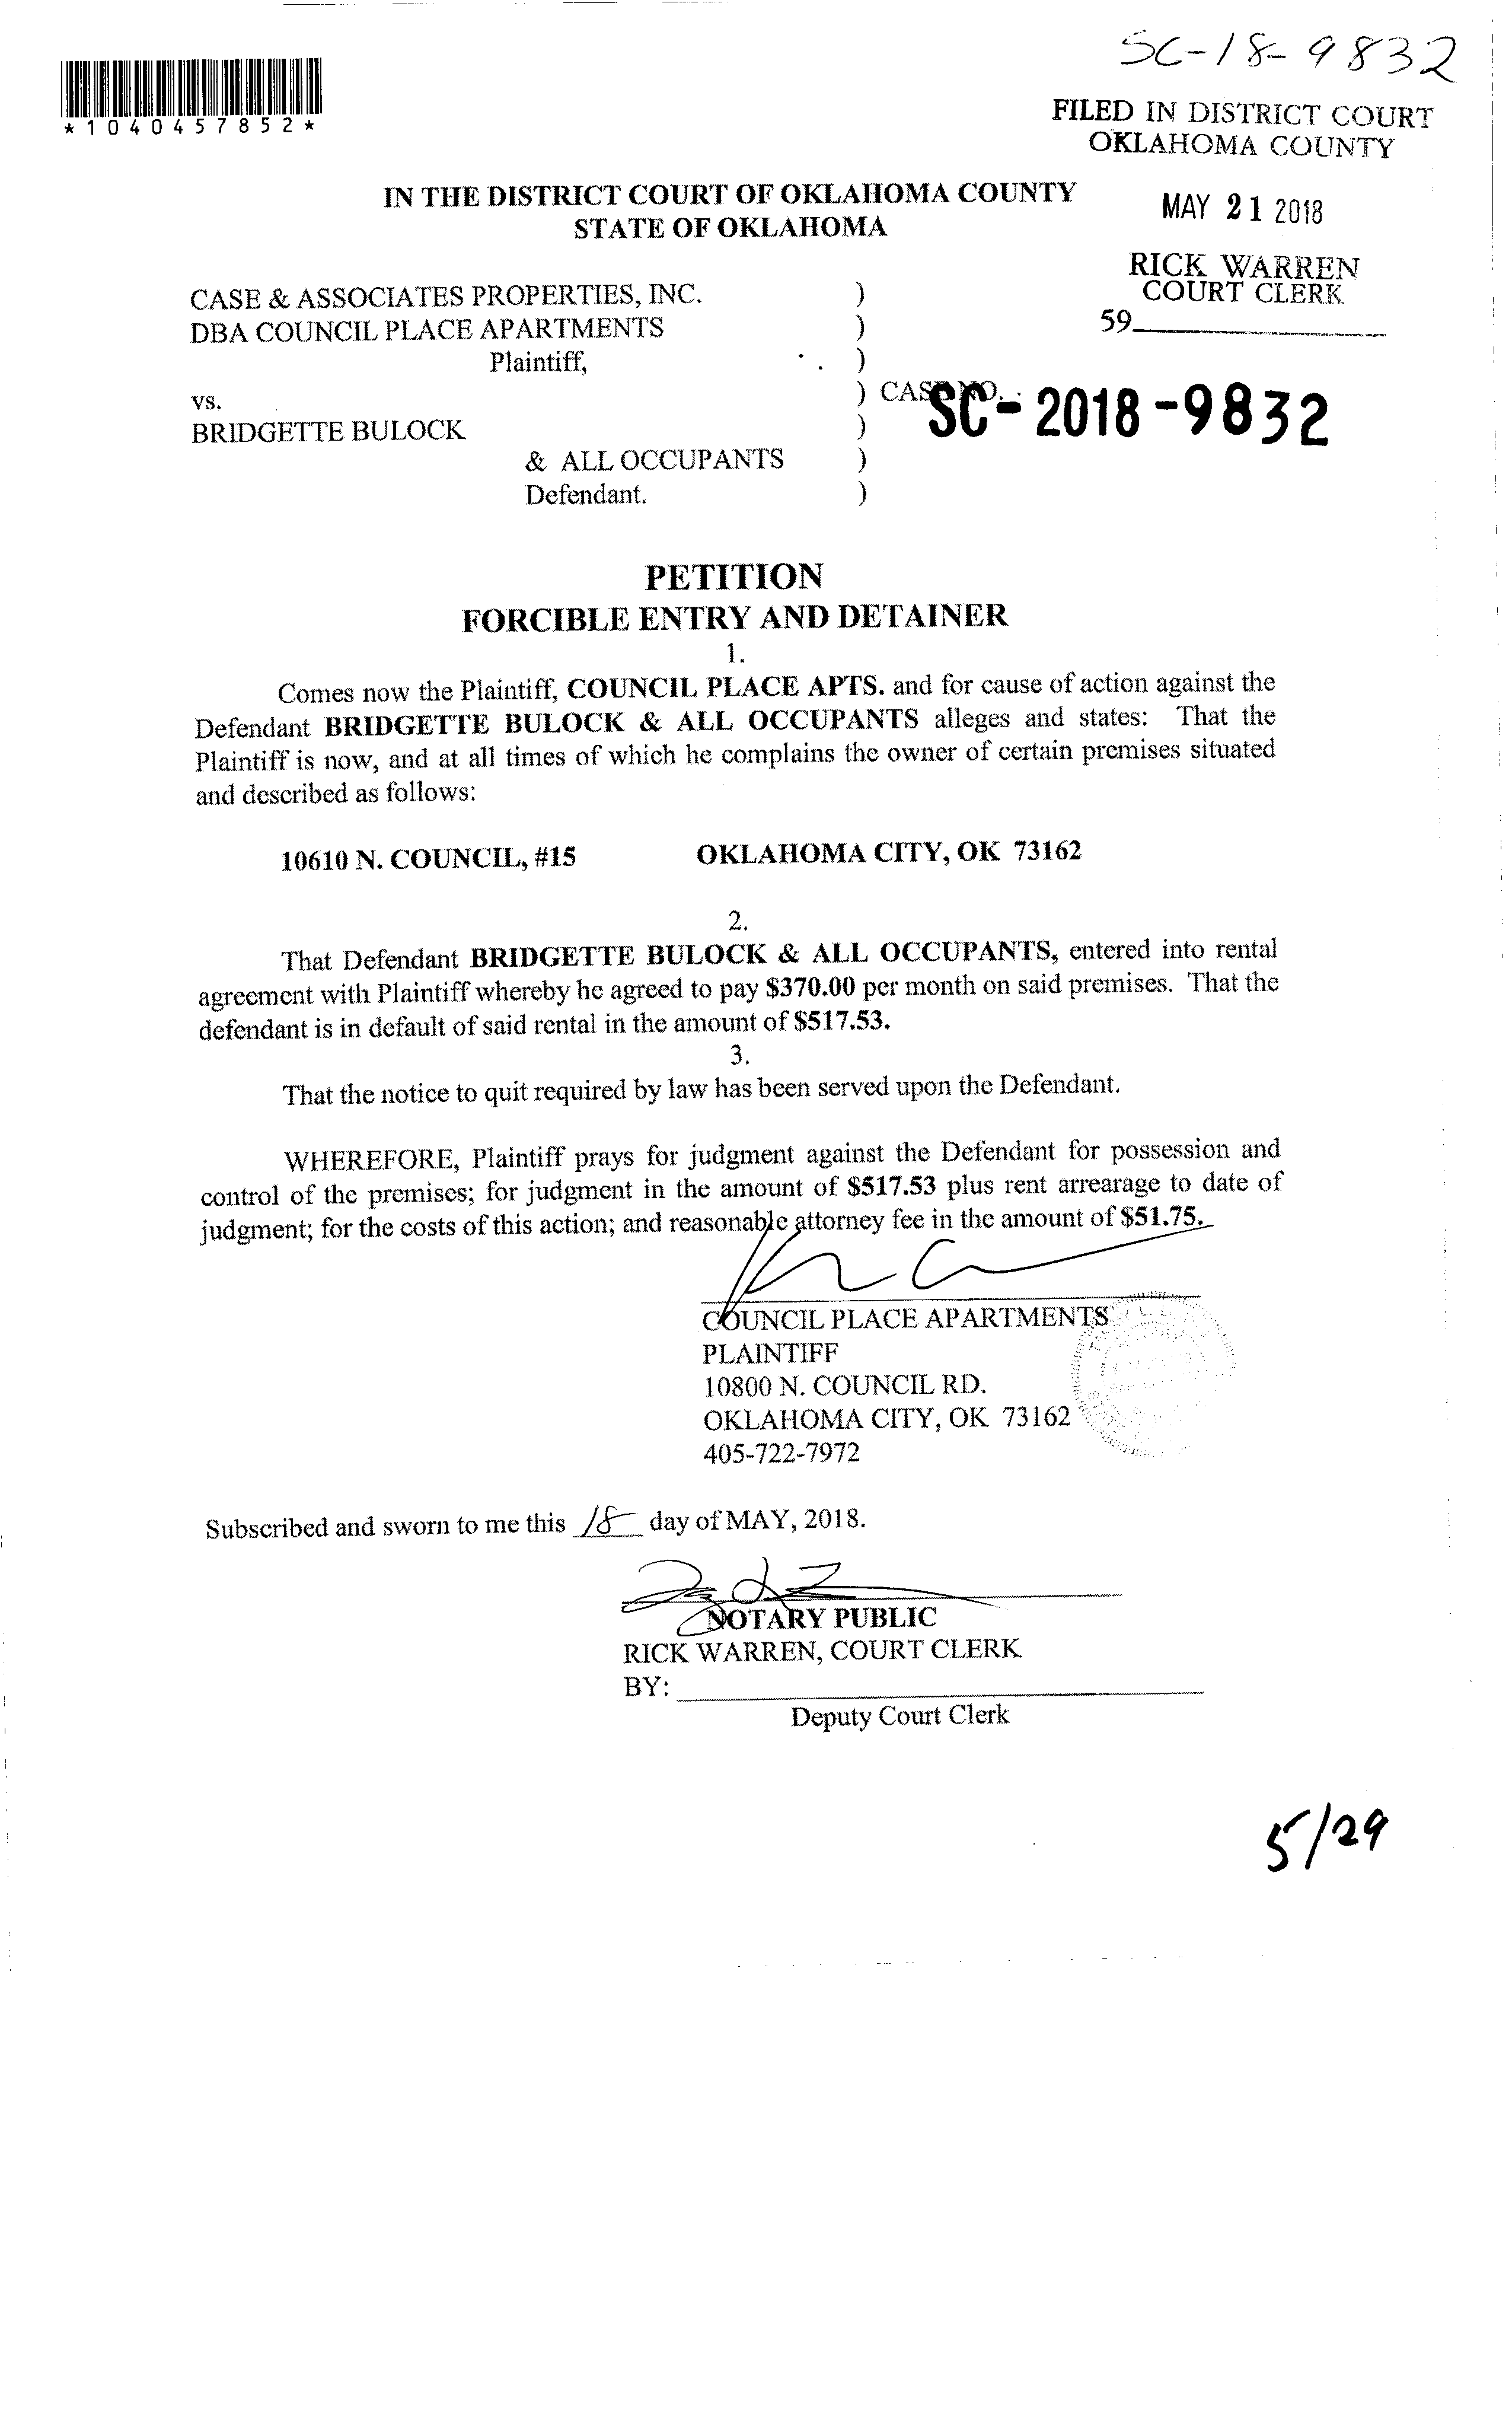 SC-18-9832
*1040457852*
FILED IN DISTRICT COURT
OKLAHOMA COUNTY
IN THE DISTRICT COURT OF OKLAHOMA COUNTY
STATE OF OKLAHOMA
MAY 21 2018
RICK WARREN
COURT CLERK
59
CASE & ASSOCIATES PROPERTIES, INC. )
DBA COUNCIL PLACE APARTMENTS )
Plaintiff, )
vs. ) CASE NO. SC-2018-9832
BRIDGETTE BULOCK )
& ALL OCCUPANTS )
Defendant. )
PETITION
FORCIBLE ENTRY AND DETAINER
1.
Comes now the Plaintiff, COUNCIL PLACE APTS. and for cause of action against the
Defendant BRIDGETTE BULOCK & ALL OCCUPANTS alleges and states: That the
Plaintiff is now, and at all times of which he complains the owner of certain premises situated
and described as follows:
10610 N. COUNCIL, #15 OKLAHOMA CITY, OK 73162
2.
That Defendant BRIDGETTE BULOCK & ALL OCCUPANTS, entered into rental
agreement with Plaintiff whereby he agreed to pay $370.00 per month on said premises. That the
defendant is in default of said rental in the amount of $517.53.
3.
That the notice to quit required by law has been served upon the Defendant.
WHEREFORE, Plaintiff prays for judgment against the Defendant for possession and
control of the premises; for judgment in the amount of $517.53 plus rent arrearage to date of
judgment; for the costs of this action; and reasonable attorney fee in the amount of $51.75.
COUNCIL PLACE APARTMENTS
PLAINTIFF
10800 N. COUNCIL RD.
OKLAHOMA CITY, OK 73162
405-722-7972
Subscribed and sworn to me this 18 day of MAY, 2018.
NOTARY PUBLIC
RICK WARREN, COURT CLERK
BY:
Deputy Court Clerk
5/29